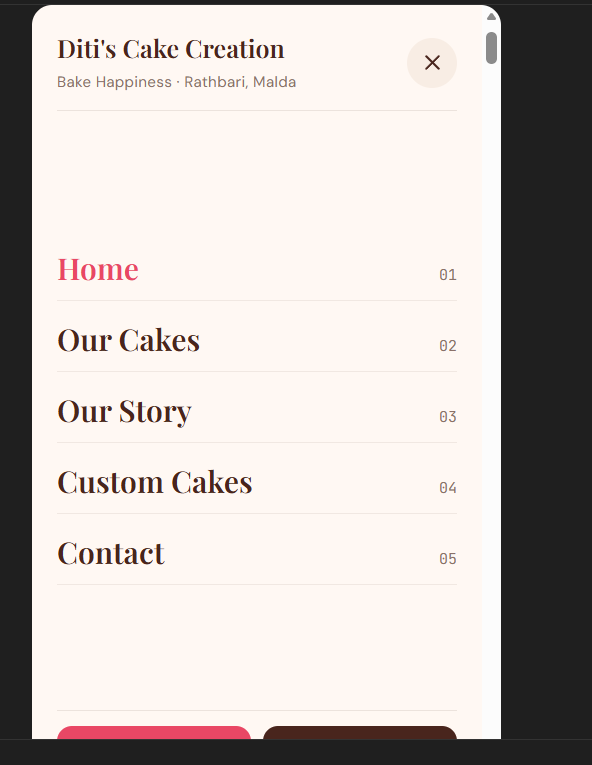 Diti's Cake Creation
Bake Happiness · Rathbari, Malda
Home 01
Our Cakes 02
Our Story 03
Custom Cakes 04
Contact 05